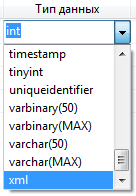 Тип данных
int
timestamp
tinyint
uniqueidentifier
varbinary(50)
varbinary(MAX)
varchar(50)
varchar(MAX)
xml